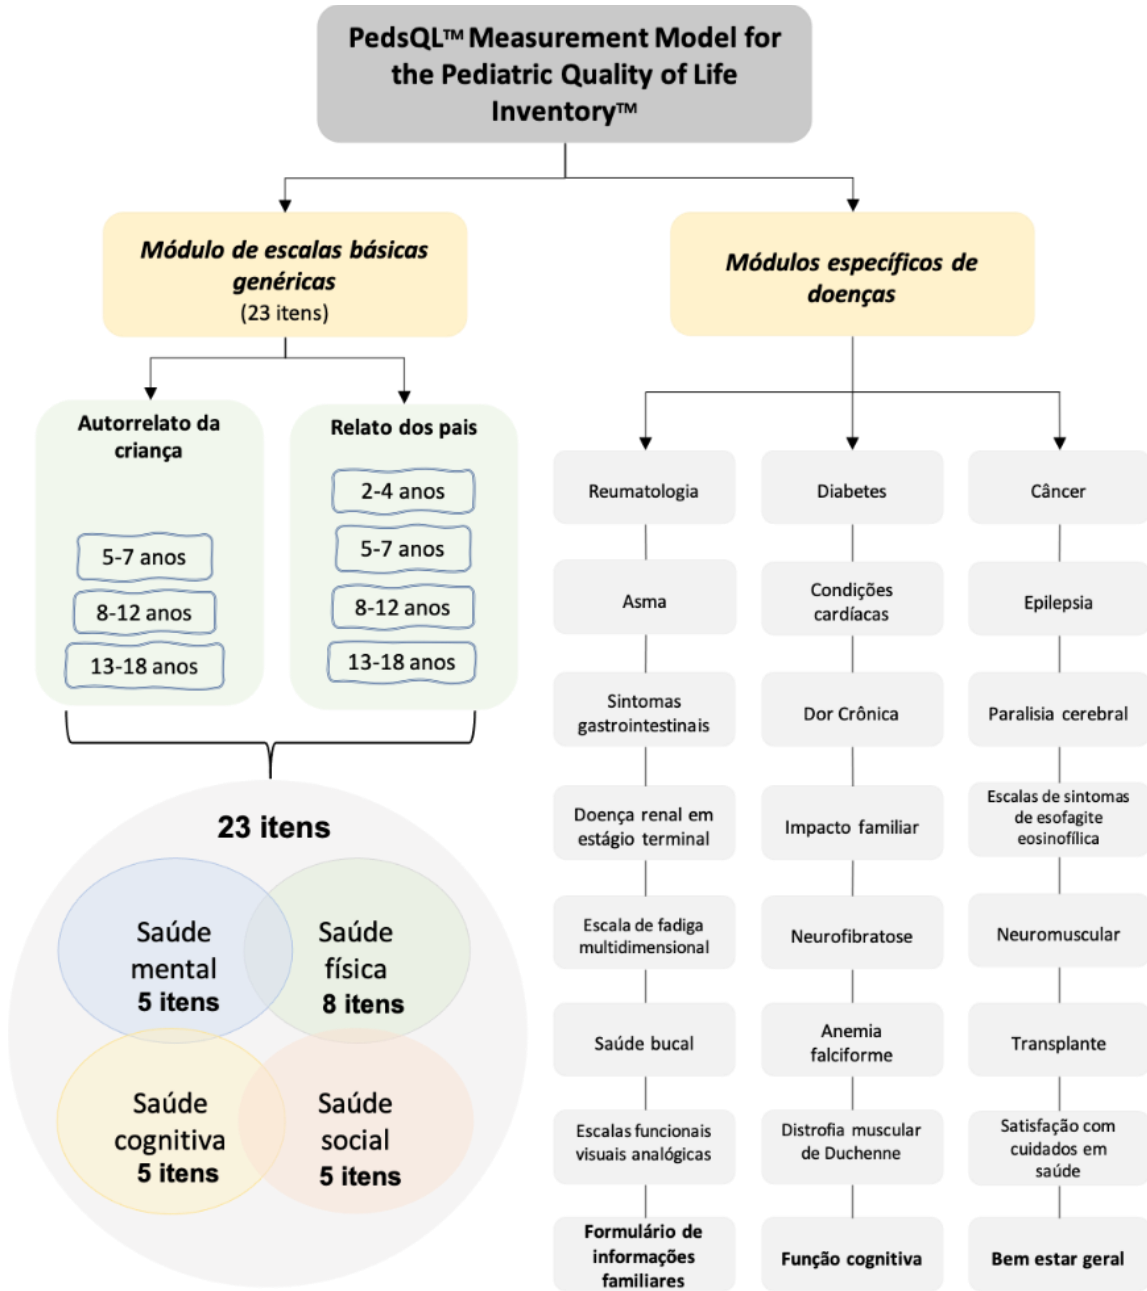 PedsQL™ Measurement Model for
the Pediatric Quality of Life
Inventory™
Módulo de escalas básicas
genéricas
(23 itens)
Módulos específicos de
doenças
Autorrelato da
criança
5-7 anos
8-12 anos
13-18 anos
Relato dos pais
2-4 anos
5-7 anos
8-12 anos
13-18 anos
23 itens
Saúde
mental
5 itens
Saúde
física
8 itens
Saúde
cognitiva
5 itens
Saúde
social
5 itens
Reumatologia
Asma
Sintomas
gastrointestinais
Doença renal em
estágio terminal
Escala de fadiga
multidimensional
Saúde bucal
Escalas funcionais
visuais analógicas
Formulário de
informações
familiares
Diabetes
Condições
cardíacas
Dor Crônica
Impacto familiar
Neurofibratose
Anemia
falciforme
Distrofia muscular
de Duchenne
Função cognitiva
Câncer
Epilepsia
Paralisia cerebral
Escalas de sintomas
de esofagite
eosinofílica
Neuromuscular
Transplante
Satisfação com
cuidados em
saúde
Bem estar geral